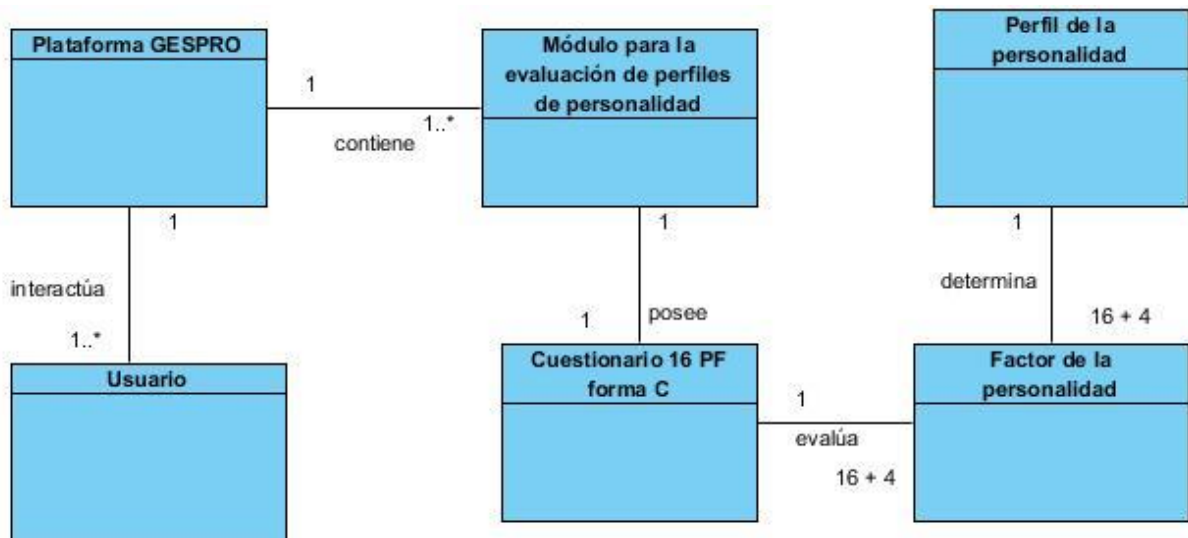 Plataforma GESPRO
Módulo para la
evaluación de perfiles
de personalidad
Perfil de la
personalidad
1
1..*
contiene
1
interactúa
1..*
1
posee
1
1
determina
16 + 4
Usuario
Cuestionario 16 PF
forma C
Factor de la
personalidad
1
evalúa
16 + 4